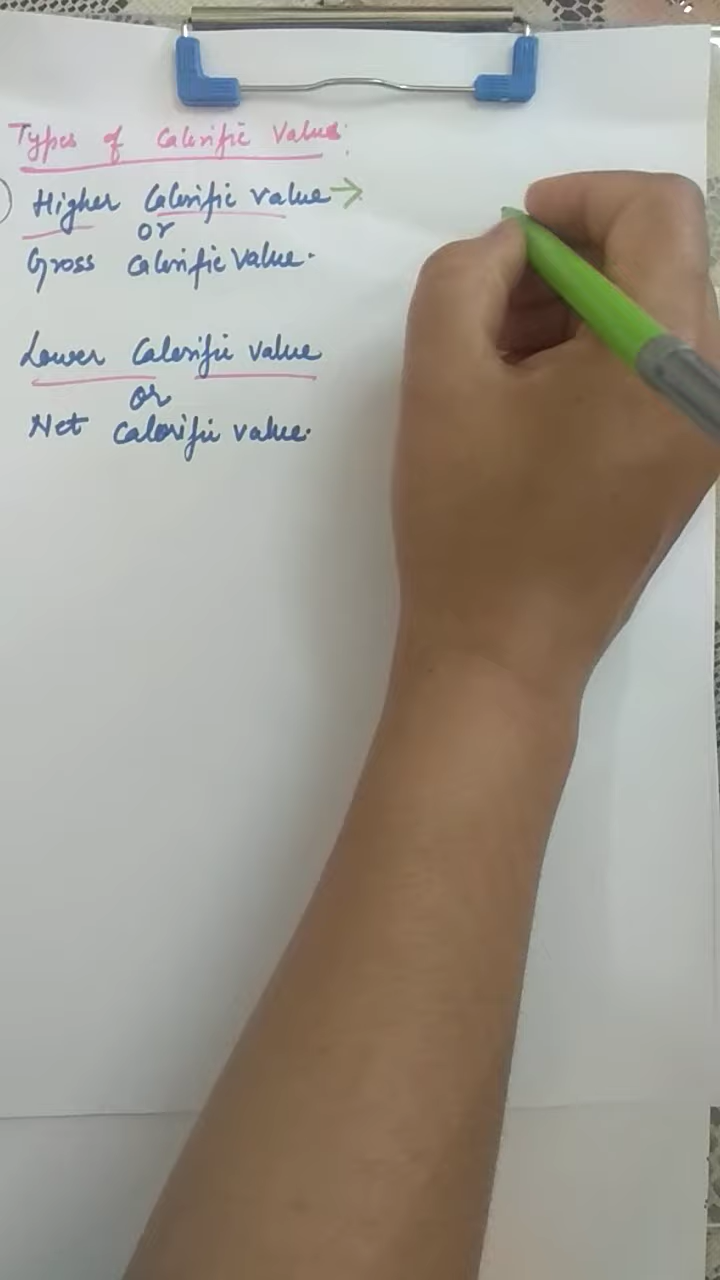 Types of Calorific Values:
Higher Calorific value →
or
Gross calorific value.
Lower Calorific value
or
Net calorific value.